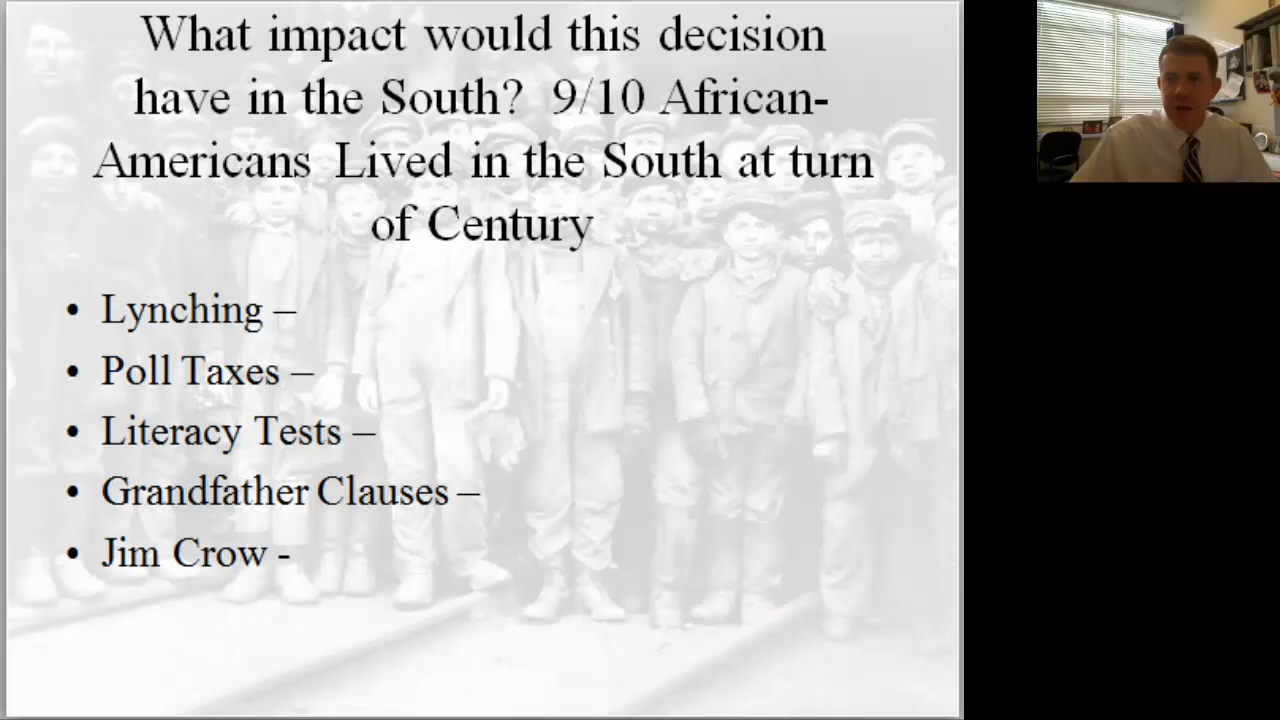 What impact would this decision
have in the South? 9/10 African-
Americans Lived in the South at turn
of Century
• Lynching –
• Poll Taxes –
• Literacy Tests –
• Grandfather Clauses –
• Jim Crow -